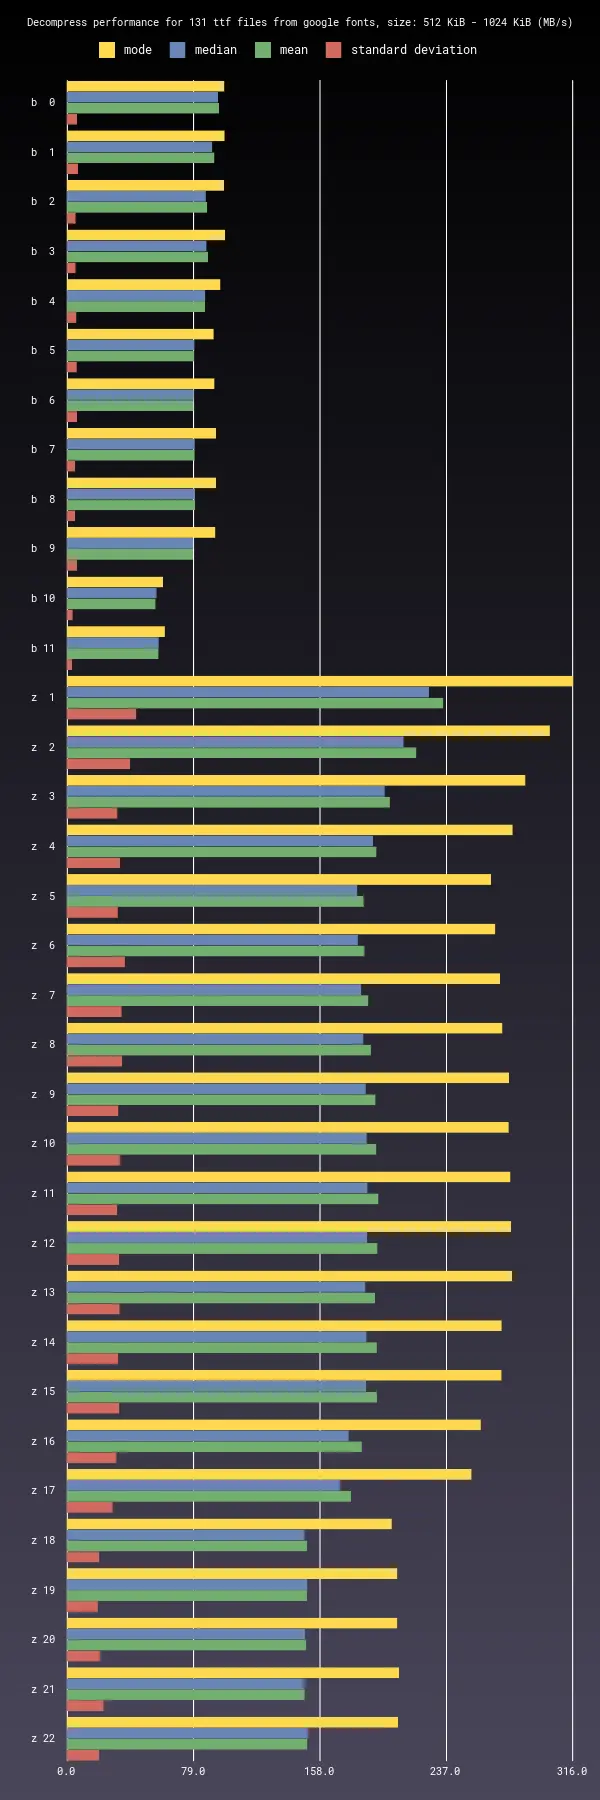 Decompress performance for 131 ttf files from google fonts, size: 512 KiB - 1024 KiB (MB/s)
mode median mean standard deviation
b 0
b 1
b 2
b 3
b 4
b 5
b 6
b 7
b 8
b 9
b 10
b 11
z 1
z 2
z 3
z 4
z 5
z 6
z 7
z 8
z 9
z 10
z 11
z 12
z 13
z 14
z 15
z 16
z 17
z 18
z 19
z 20
z 21
z 22
0.0 79.0 158.0 237.0 316.0